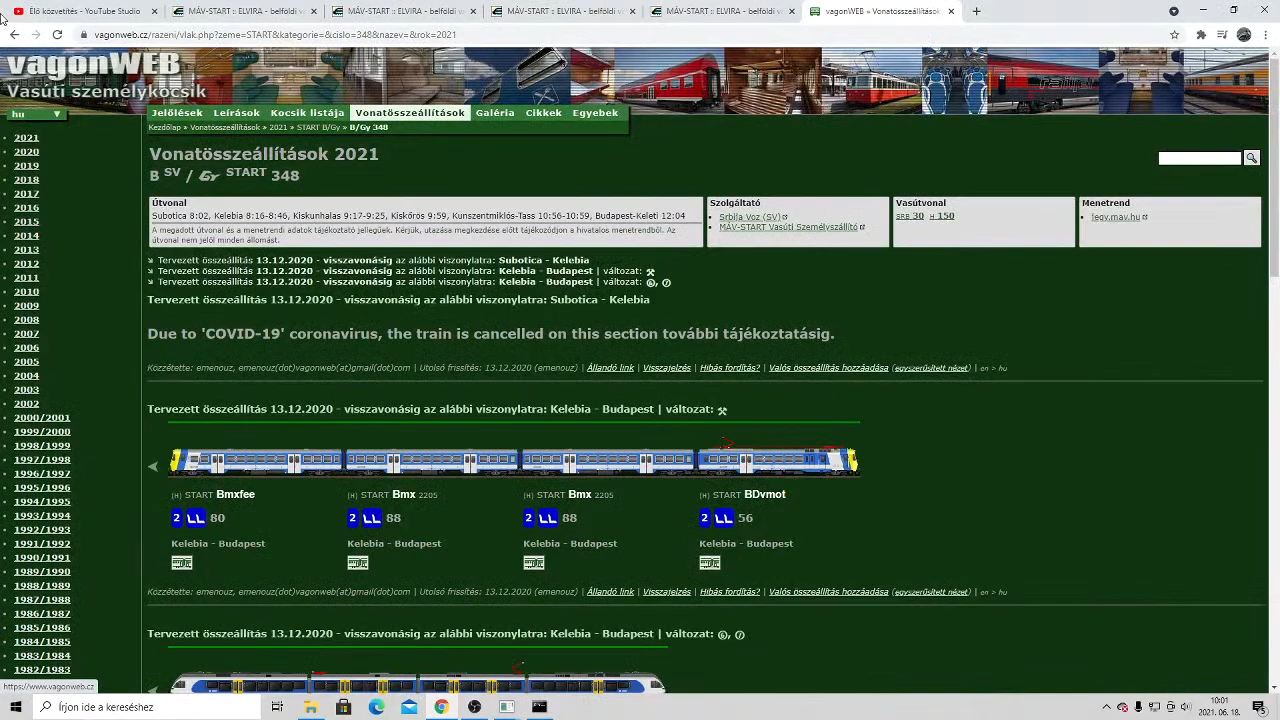 Élő közvetítés - YouTube Studio
MÁV-START :: ELVIRA - belföldi v
MÁV-START :: ELVIRA - belföldi v
MÁV-START :: ELVIRA - belföldi v
MÁV-START :: ELVIRA - belföldi v
vagonWEB » Vonatösszeállítások
vagonweb.cz/razeni/vlak.php?zeme=START&kategorie=&cislo=348&nazev=&rok=2021
vagonWEB
Vasúti személykocsik
hu
Jelölések Leírások Kocsik listája Vonatösszeállítások Galéria Cikkek Egyebek
Kezdőlap » Vonatösszeállítások » 2021 » START B/Gy » B/Gy 348
2021
2020
2019
2018
2017
2016
2015
2014
2013
2012
2011
2010
2009
2008
2007
2006
2005
2004
2003
2002
2000/2001
1999/2000
1998/1999
1997/1998
1996/1997
1995/1996
1994/1995
1993/1994
1992/1993
1991/1992
1990/1991
1989/1990
1988/1989
1987/1988
1986/1987
1985/1986
1984/1985
1983/1984
1982/1983
Vonatösszeállítások 2021
B SV / Gy START 348
Útvonal
Subotica 8:02, Kelebia 8:16-8:46, Kiskunhalas 9:17-9:25, Kiskőrös 9:59, Kunszentmiklós-Tass 10:56-10:59, Budapest-Keleti 12:04
A megadott útvonal és a menetrendi adatok tájékoztató jellegűek. Kérjük, utazása megkezdése előtt tájékozódjon a hivatalos menetrendből. Az
útvonal nem jelöl minden állomást.
Szolgáltató
Srbija Voz (SV)
MÁV-START Vasúti Személyszállító
Vasútvonal
SRB 30 H 150
Menetrend
jegy.mav.hu
Tervezett összeállítás 13.12.2020 - visszavonásig az alábbi viszonylatra: Subotica - Kelebia
Tervezett összeállítás 13.12.2020 - visszavonásig az alábbi viszonylatra: Kelebia - Budapest | változat: ⚒
Tervezett összeállítás 13.12.2020 - visszavonásig az alábbi viszonylatra: Kelebia - Budapest | változat: ⑥, ⑦
Tervezett összeállítás 13.12.2020 - visszavonásig az alábbi viszonylatra: Subotica - Kelebia
Due to 'COVID-19' coronavirus, the train is cancelled on this section további tájékoztatásig.
Közzétette: emenouz, emenouz(dot)vagonweb(at)gmail(dot)com | Utolsó frissítés: 13.12.2020 (emenouz) | Állandó link | Visszajelzés | Hibás fordítás? | Valós összeállítás hozzáadása (egyszerűsített nézet) | en > hu
Tervezett összeállítás 13.12.2020 - visszavonásig az alábbi viszonylatra: Kelebia - Budapest | változat: ⚒
(H) START Bmxfee (H) START Bmx 2205 (H) START Bmx 2205 (H) START BDvmot
2 80 2 88 2 88 2 56
Kelebia - Budapest Kelebia - Budapest Kelebia - Budapest Kelebia - Budapest
Közzétette: emenouz, emenouz(dot)vagonweb(at)gmail(dot)com | Utolsó frissítés: 13.12.2020 (emenouz) | Állandó link | Visszajelzés | Hibás fordítás? | Valós összeállítás hozzáadása (egyszerűsített nézet) | en > hu
Tervezett összeállítás 13.12.2020 - visszavonásig az alábbi viszonylatra: Kelebia - Budapest | változat: ⑥, ⑦
https://www.vagonweb.cz
Írjon ide a kereséshez
10:01
2021. 06. 18.